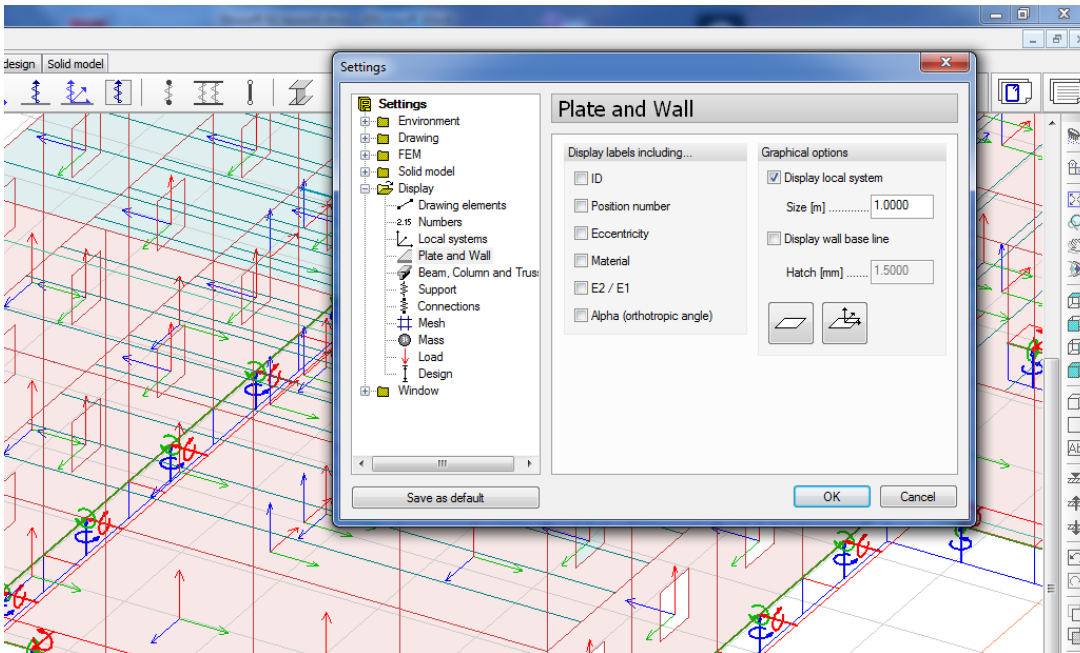 design Solid model
Settings
Settings
Environment
Drawing
FEM
Solid model
Display
Drawing elements
2.15 Numbers
Local systems
Plate and Wall
Beam, Column and Trus
Support
Connections
Mesh
Mass
Load
Design
Window
Save as default
Plate and Wall
Display labels including...
ID
Position number
Eccentricity
Material
E2 / E1
Alpha (orthotropic angle)
Graphical options
Display local system
Size [m] ............. 1.0000
Display wall base line
Hatch [mm] ....... 1.5000
OK Cancel